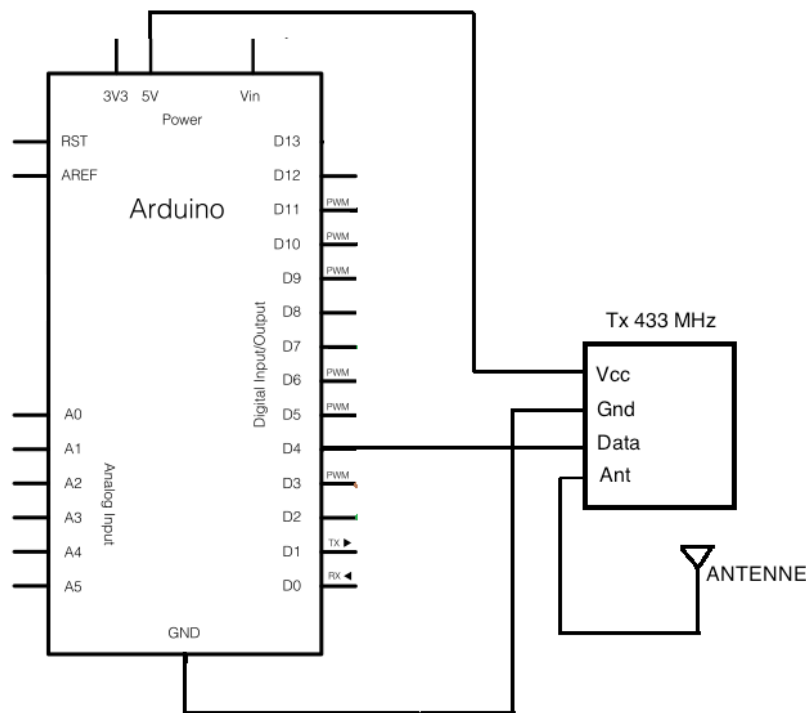 3V3 5V Vin
Power
RST D13
AREF D12
Arduino D11 PWM
D10 PWM
D9 PWM
D8
D7
D6 PWM
A0 D5 PWM
A1 D4
A2 D3 PWM
A3 D2
A4 D1 TX ►
A5 D0 RX ◄
Analog Input
Digital Input/Output
GND
Tx 433 MHz
Vcc
Gnd
Data
Ant
ANTENNE